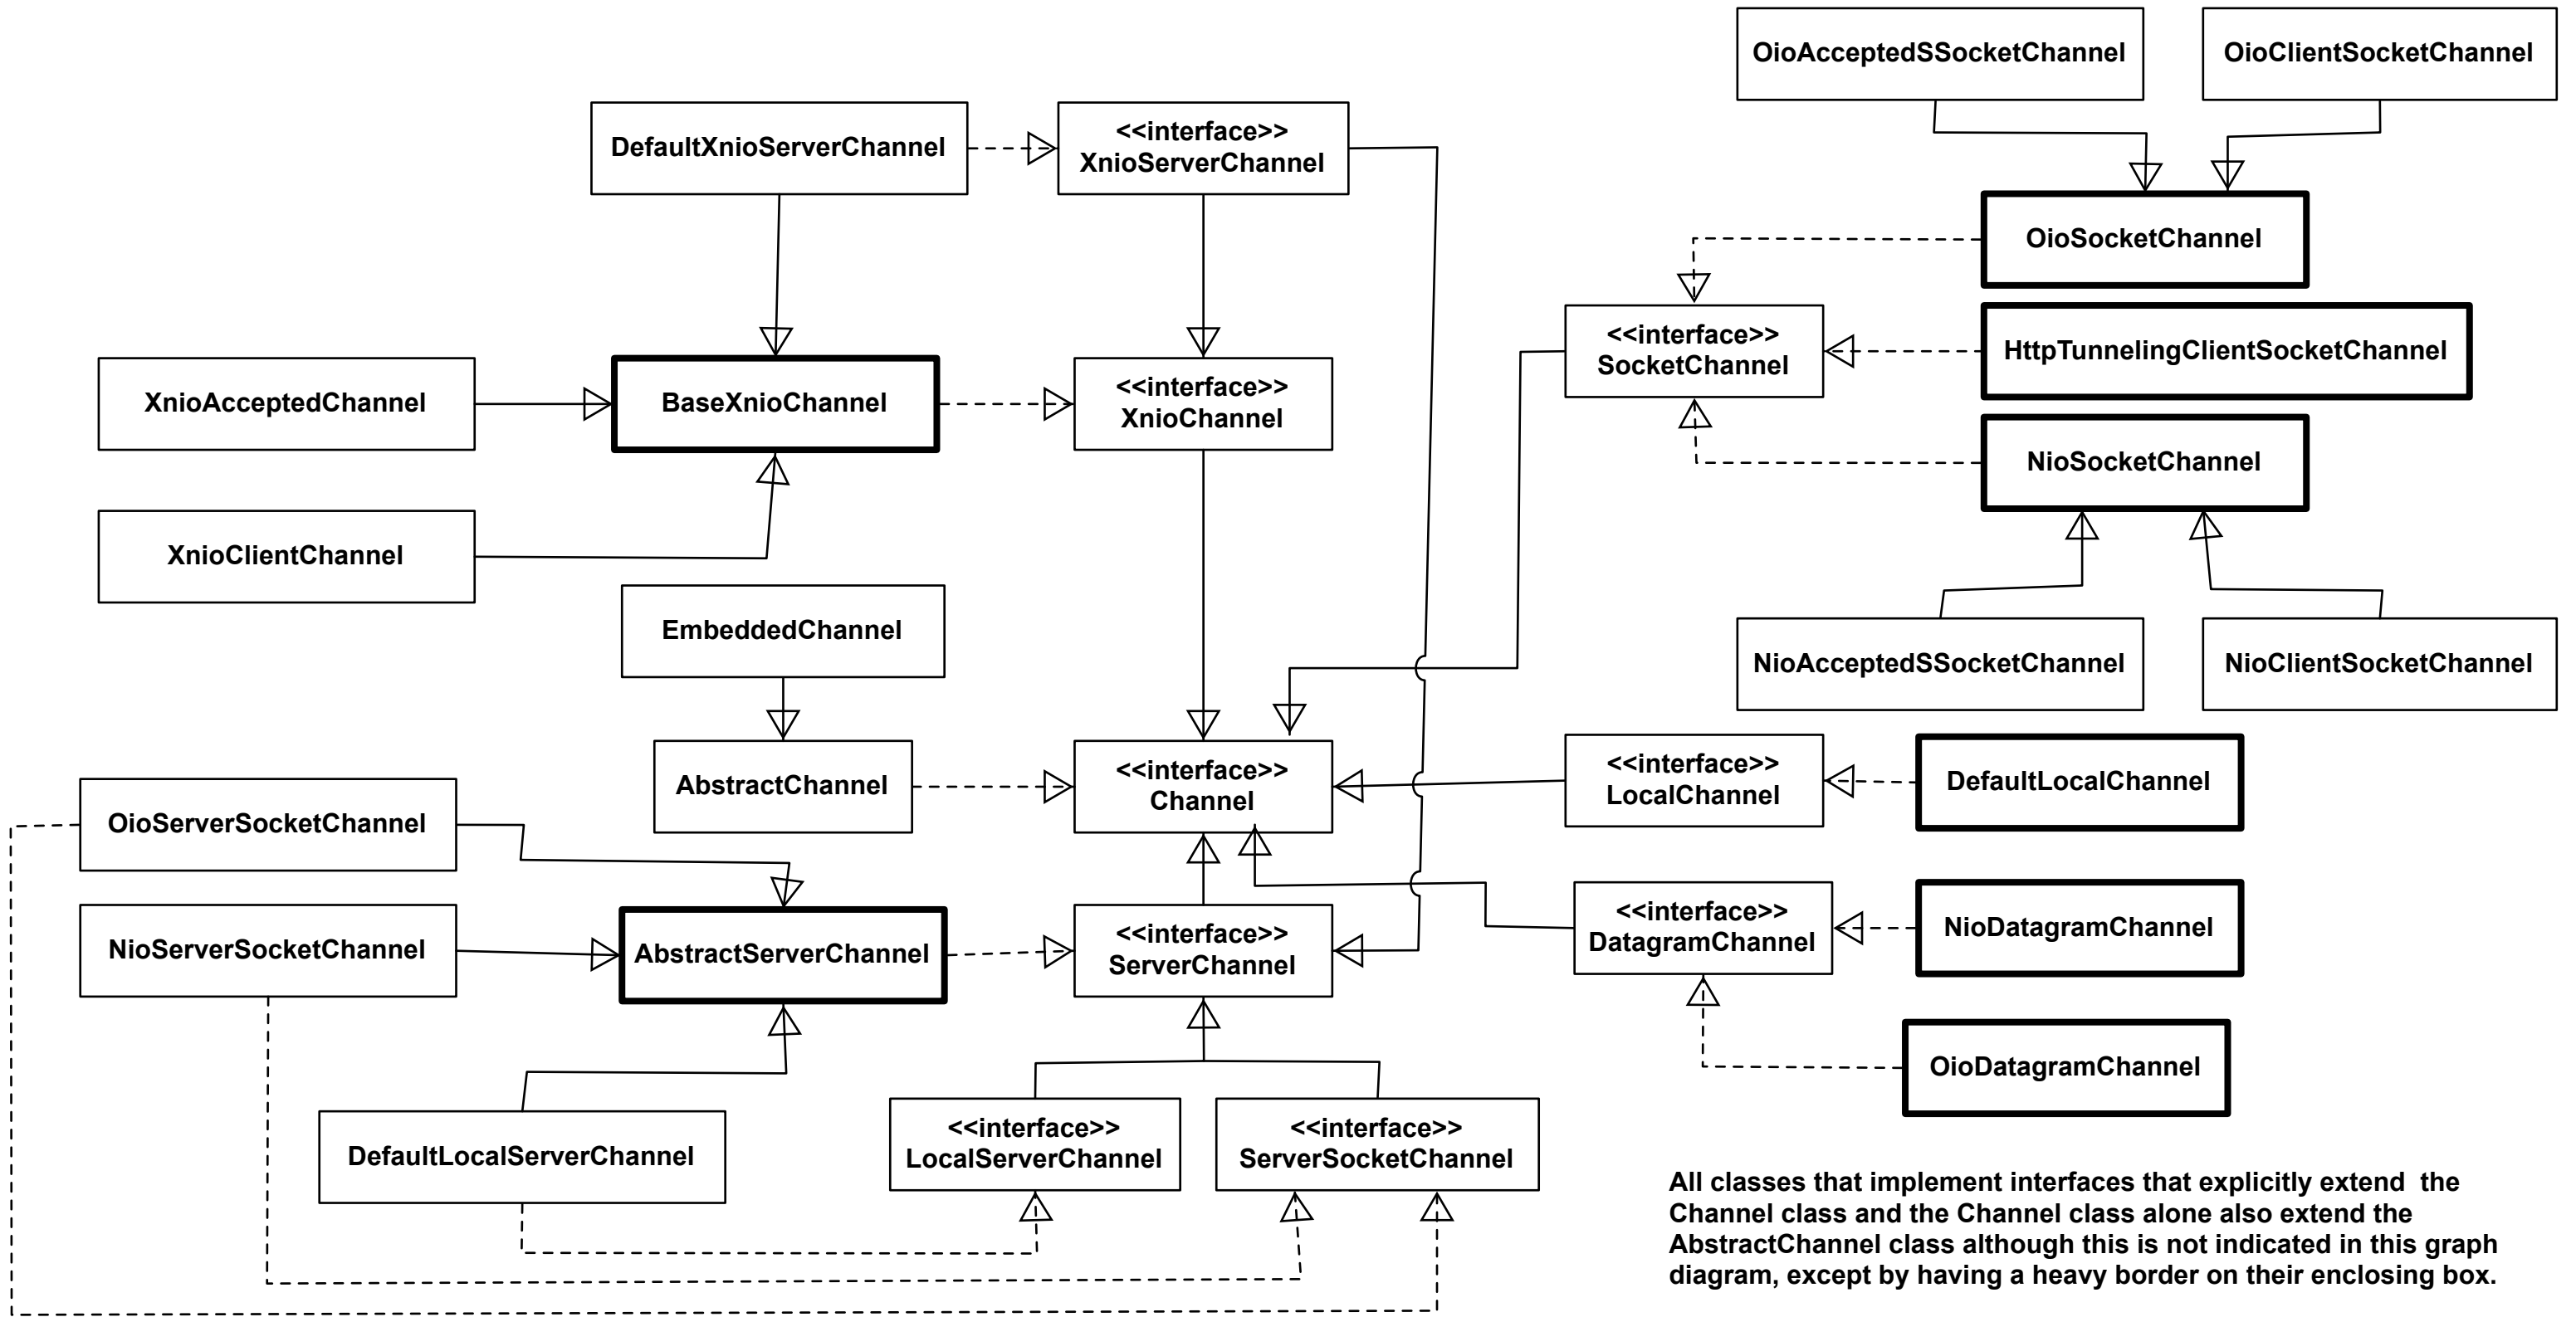 OioAcceptedSSocketChannel
OioClientSocketChannel
DefaultXnioServerChannel
<<interface>>
XnioServerChannel
OioSocketChannel
<<interface>>
SocketChannel
HttpTunnelingClientSocketChannel
XnioAcceptedChannel
BaseXnioChannel
<<interface>>
XnioChannel
NioSocketChannel
XnioClientChannel
EmbeddedChannel
NioAcceptedSSocketChannel
NioClientSocketChannel
AbstractChannel
<<interface>>
Channel
<<interface>>
LocalChannel
DefaultLocalChannel
OioServerSocketChannel
NioServerSocketChannel
AbstractServerChannel
<<interface>>
ServerChannel
<<interface>>
DatagramChannel
NioDatagramChannel
OioDatagramChannel
DefaultLocalServerChannel
<<interface>>
LocalServerChannel
<<interface>>
ServerSocketChannel
All classes that implement interfaces that explicitly extend  the
Channel class and the Channel class alone also extend the
AbstractChannel class although this is not indicated in this graph
diagram, except by having a heavy border on their enclosing box.